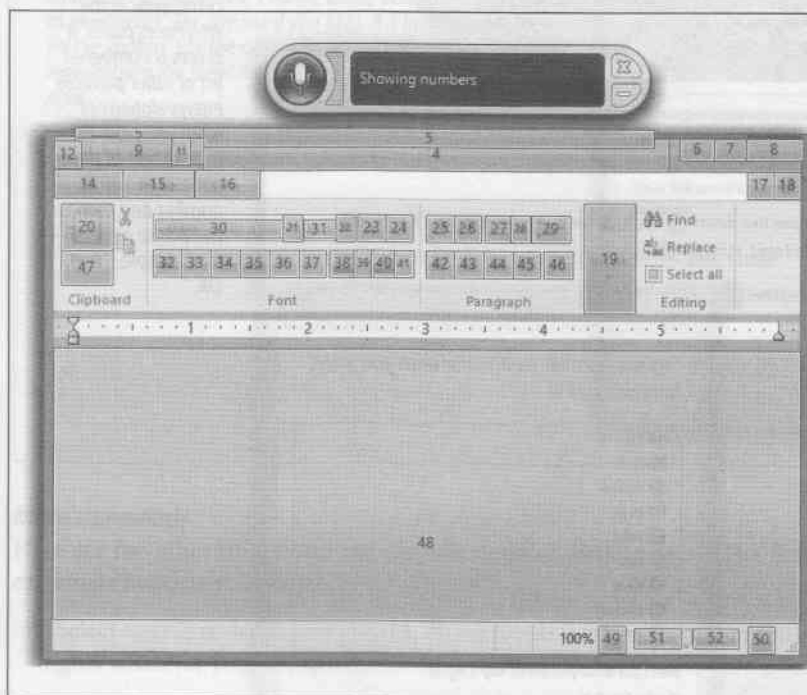 Showing numbers
5
12 9 11 4 6 7 8
14 15 16 17 18
20 30 21 31 22 23 24 25 26 27 28 29 19 Find
Replace
47 32 33 34 35 36 37 38 39 40 41 42 43 44 45 46 Select all
Clipboard Font Paragraph Editing
1 2 3 4 5
48
100% 49 51 52 50